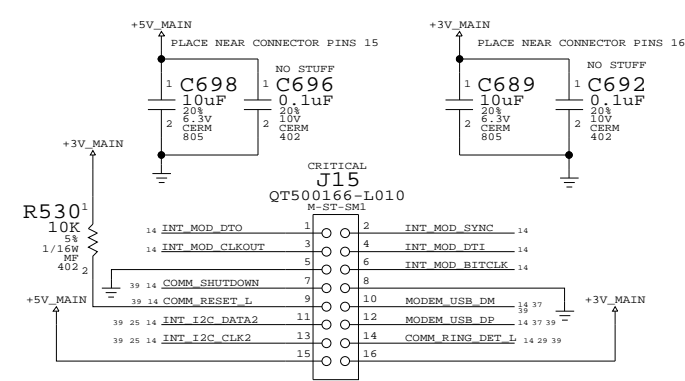 +5V_MAIN
PLACE NEAR CONNECTOR PINS 15
1 C698
10uF
20%
6.3V
2 CERM
805
NO STUFF
1 C696
0.1uF
20%
10V
2 CERM
402
+3V_MAIN
PLACE NEAR CONNECTOR PINS 16
1 C689
10uF
20%
6.3V
2 CERM
805
NO STUFF
1 C692
0.1uF
20%
10V
2 CERM
402
+3V_MAIN
R530 1
10K
5%
1/16W
MF
402 2
CRITICAL
J15
QT500166-L010
M-ST-SM1
14 INT_MOD_DTO 1 2 INT_MOD_SYNC 14
14 INT_MOD_CLKOUT 3 4 INT_MOD_DTI 14
5 6 INT_MOD_BITCLK 14
39 14 COMM_SHUTDOWN 7 8
+5V_MAIN 39 14 COMM_RESET_L 9 10 MODEM_USB_DM 14 37 39 +3V_MAIN
39 25 14 INT_I2C_DATA2 11 12 MODEM_USB_DP 14 37 39
39 25 14 INT_I2C_CLK2 13 14 COMM_RING_DET_L 14 29 39
15 16